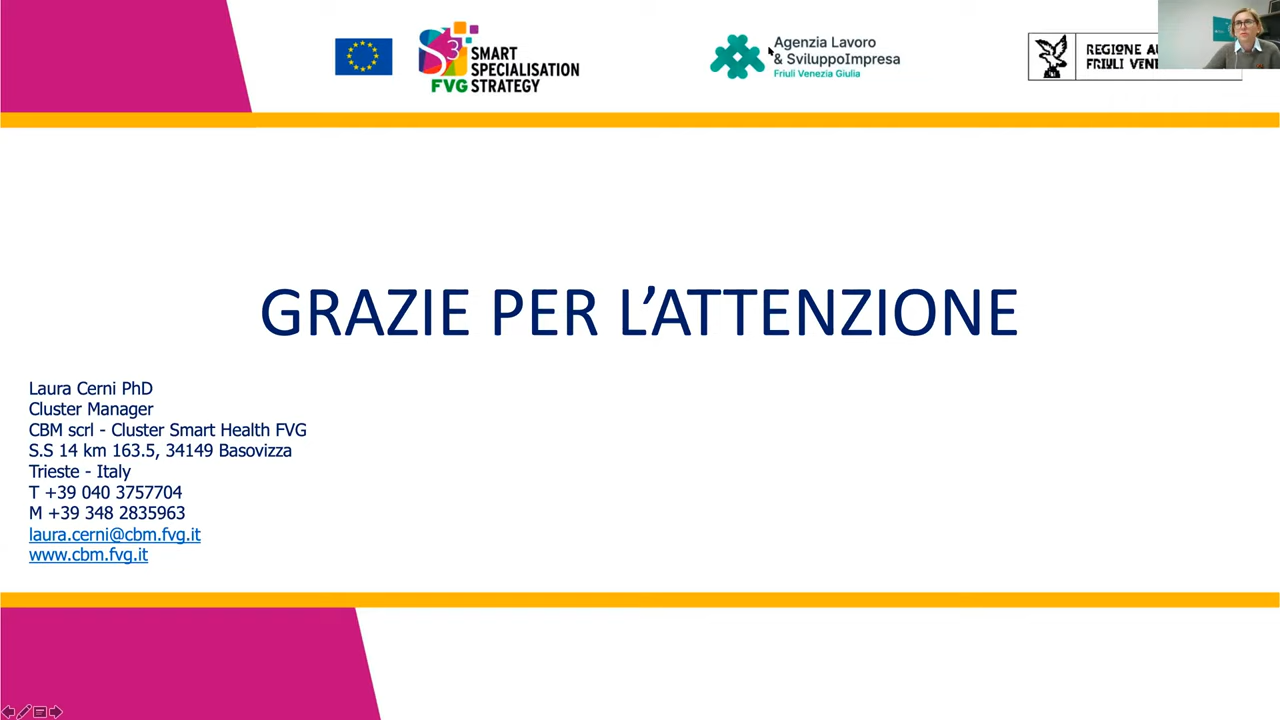 S3 SMART
SPECIALISATION
FVG STRATEGY
Agenzia Lavoro
& SviluppoImpresa
Friuli Venezia Giulia
REGIONE
FRIULI
GRAZIE PER L’ATTENZIONE
Laura Cerni PhD
Cluster Manager
CBM scrl - Cluster Smart Health FVG
S.S 14 km 163.5, 34149 Basovizza
Trieste - Italy
T +39 040 3757704
M +39 348 2835963
laura.cerni@cbm.fvg.it
www.cbm.fvg.it